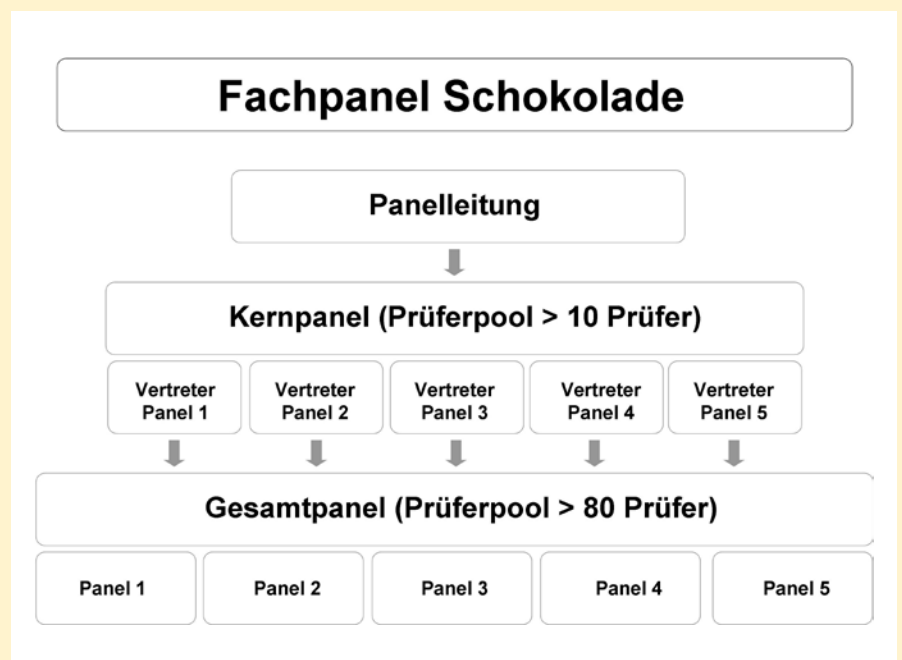 Fachpanel Schokolade
Panelleitung
Kernpanel (Prüferpool > 10 Prüfer)
Vertreter
Panel 1
Vertreter
Panel 2
Vertreter
Panel 3
Vertreter
Panel 4
Vertreter
Panel 5
Gesamtpanel (Prüferpool > 80 Prüfer)
Panel 1
Panel 2
Panel 3
Panel 4
Panel 5